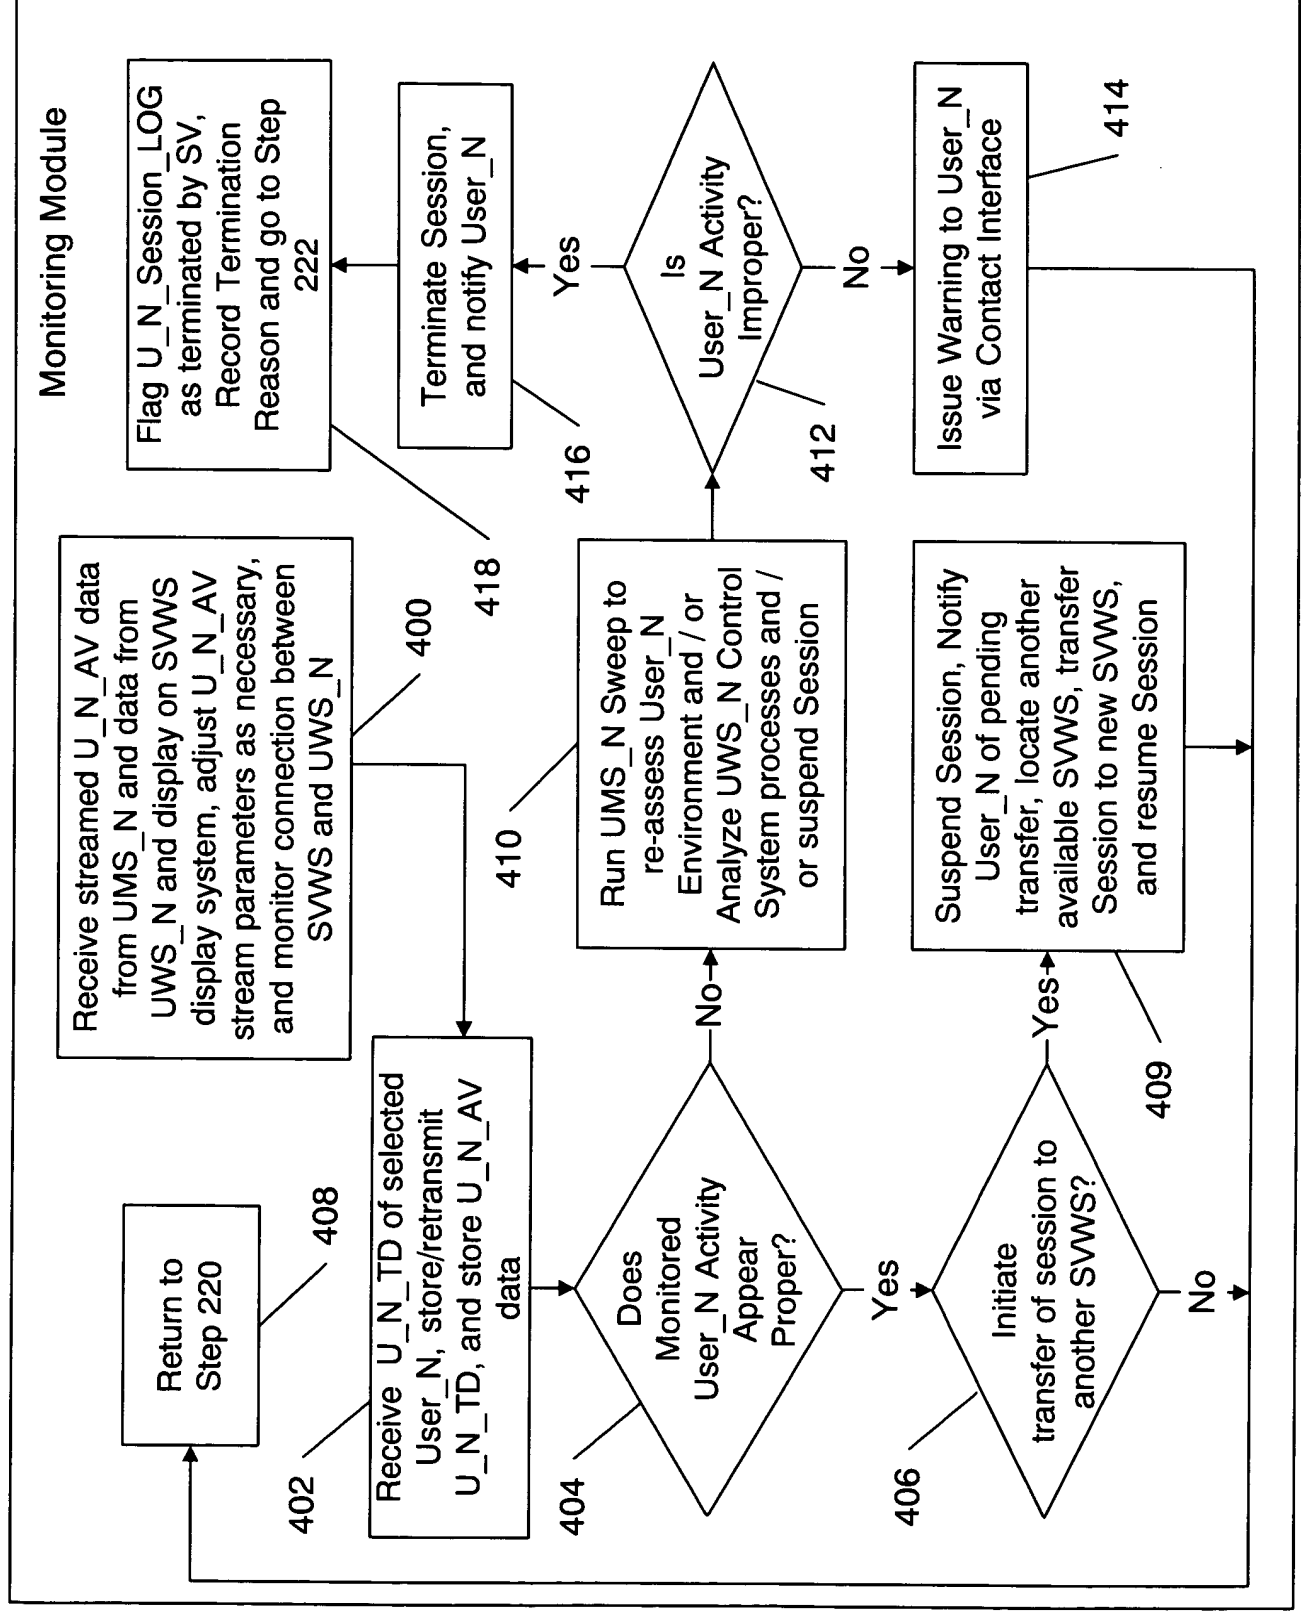 Monitoring Module
Receive streamed U_N_AV data
from UMS_N and data from
UWS_N and display on SVWS
display system, adjust U_N_AV
stream parameters as necessary,
and monitor connection between
SVWS and UWS_N
400
Flag U_N_Session_LOG
as terminated by SV,
Record Termination
Reason and go to Step
222
418
Return to
Step 220
408
Receive U_N_TD of selected
User_N, store/retransmit
U_N_TD, and store U_N_AV
data
402
Terminate Session,
and notify User_N
416
Yes
Does
Monitored
User_N Activity
Appear
Proper?
404
No
410
Run UMS_N Sweep to
re-assess User_N
Environment and / or
Analyze UWS_N Control
System processes and /
or suspend Session
Is
User_N Activity
Improper?
412
Yes
No
Initiate
transfer of session to
another SVWS?
406
Yes
Suspend Session, Notify
User_N of pending
transfer, locate another
available SVWS, transfer
Session to new SVWS,
and resume Session
409
Issue Warning to User_N
via Contact Interface
414
No